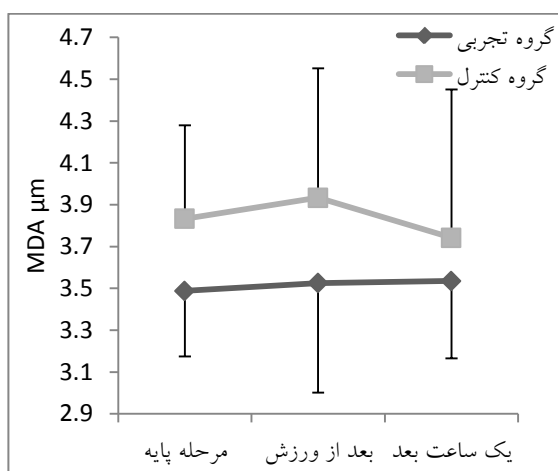 گروه تجربی
گروه کنترل
4.7
4.5
4.3
4.1
3.9
3.7
3.5
3.3
3.1
2.9
MDA µm
مرحله پایه
بعد از ورزش
یک ساعت بعد